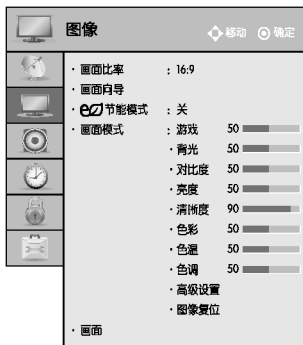 图像 移动 确定
· 画面比率 : 16:9
· 画面向导
· eco 节能模式 : 关
· 画面模式 : 游戏 50
· 背光 50
· 对比度 50
· 亮度 50
· 清晰度 90
· 色彩 50
· 色温 50
· 色调 50
· 高级设置
· 图像复位
· 画面